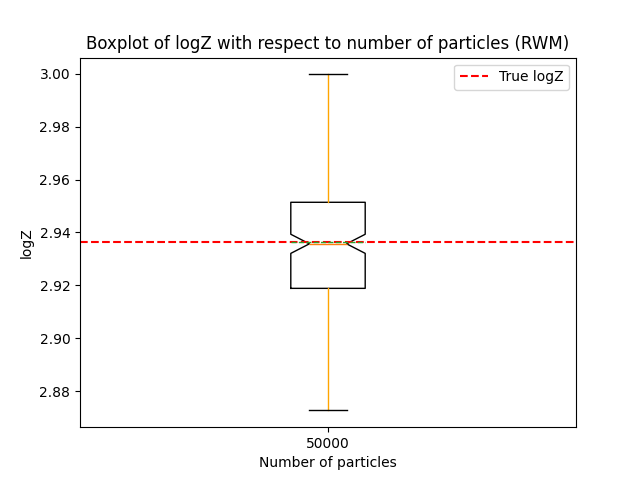 Boxplot of logZ with respect to number of particles (RWM)
True logZ
3.00
2.98
2.96
2.94
2.92
2.90
2.88
logZ
50000
Number of particles